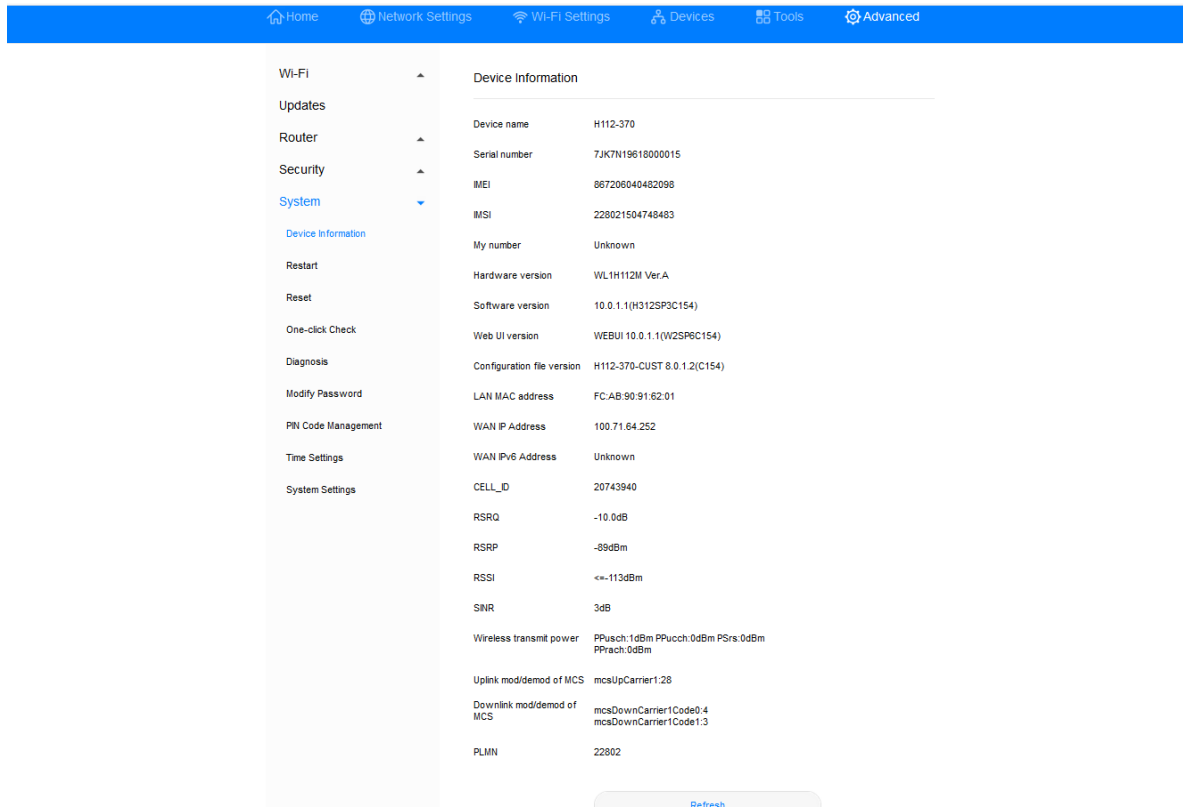 Home Network Settings Wi-Fi Settings Devices Tools Advanced
Wi-Fi
Updates
Router
Security
System
Device Information
Restart
Reset
One-click Check
Diagnosis
Modify Password
PIN Code Management
Time Settings
System Settings
Device Information
Device name H112-370
Serial number 7JK7N19618000015
IMEI 867206040482098
IMSI 228021504748483
My number Unknown
Hardware version WL1H112M Ver.A
Software version 10.0.1.1(H312SP3C154)
Web UI version WEBUI 10.0.1.1(W2SP6C154)
Configuration file version H112-370-CUST 8.0.1.2(C154)
LAN MAC address FC:AB:90:91:62:01
WAN IP Address 100.71.64.252
WAN IPv6 Address Unknown
CELL_ID 20743940
RSRQ -10.0dB
RSRP -89dBm
RSSI <=-113dBm
SINR 3dB
Wireless transmit power PPusch:1dBm PPucch:0dBm PSrs:0dBm
PPrach:0dBm
Uplink mod/demod of MCS mcsUpCarrier1:28
Downlink mod/demod of
MCS
mcsDownCarrier1Code0:4
mcsDownCarrier1Code1:3
PLMN 22802
Refresh